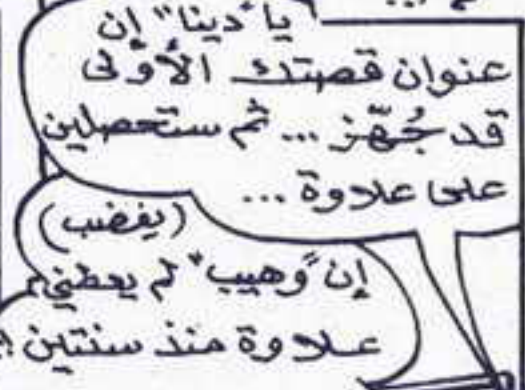 يا "دينا" إن
عنوان قصتك الأولى
قد جُهّز ... ثم ستحصلين
على علاوة ...
(يغضب)
إن "وهيب" لم يعطني
علاوة منذ سنتين !!